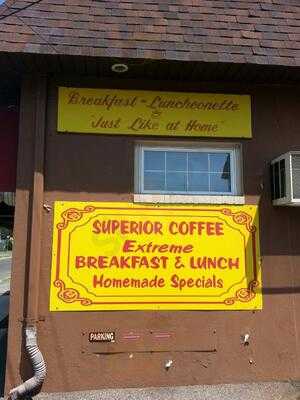 Breakfast - Luncheonette
&
"Just Like at Home"
SUPERIOR COFFEE
Extreme
BREAKFAST & LUNCH
Homemade Specials
PARKING